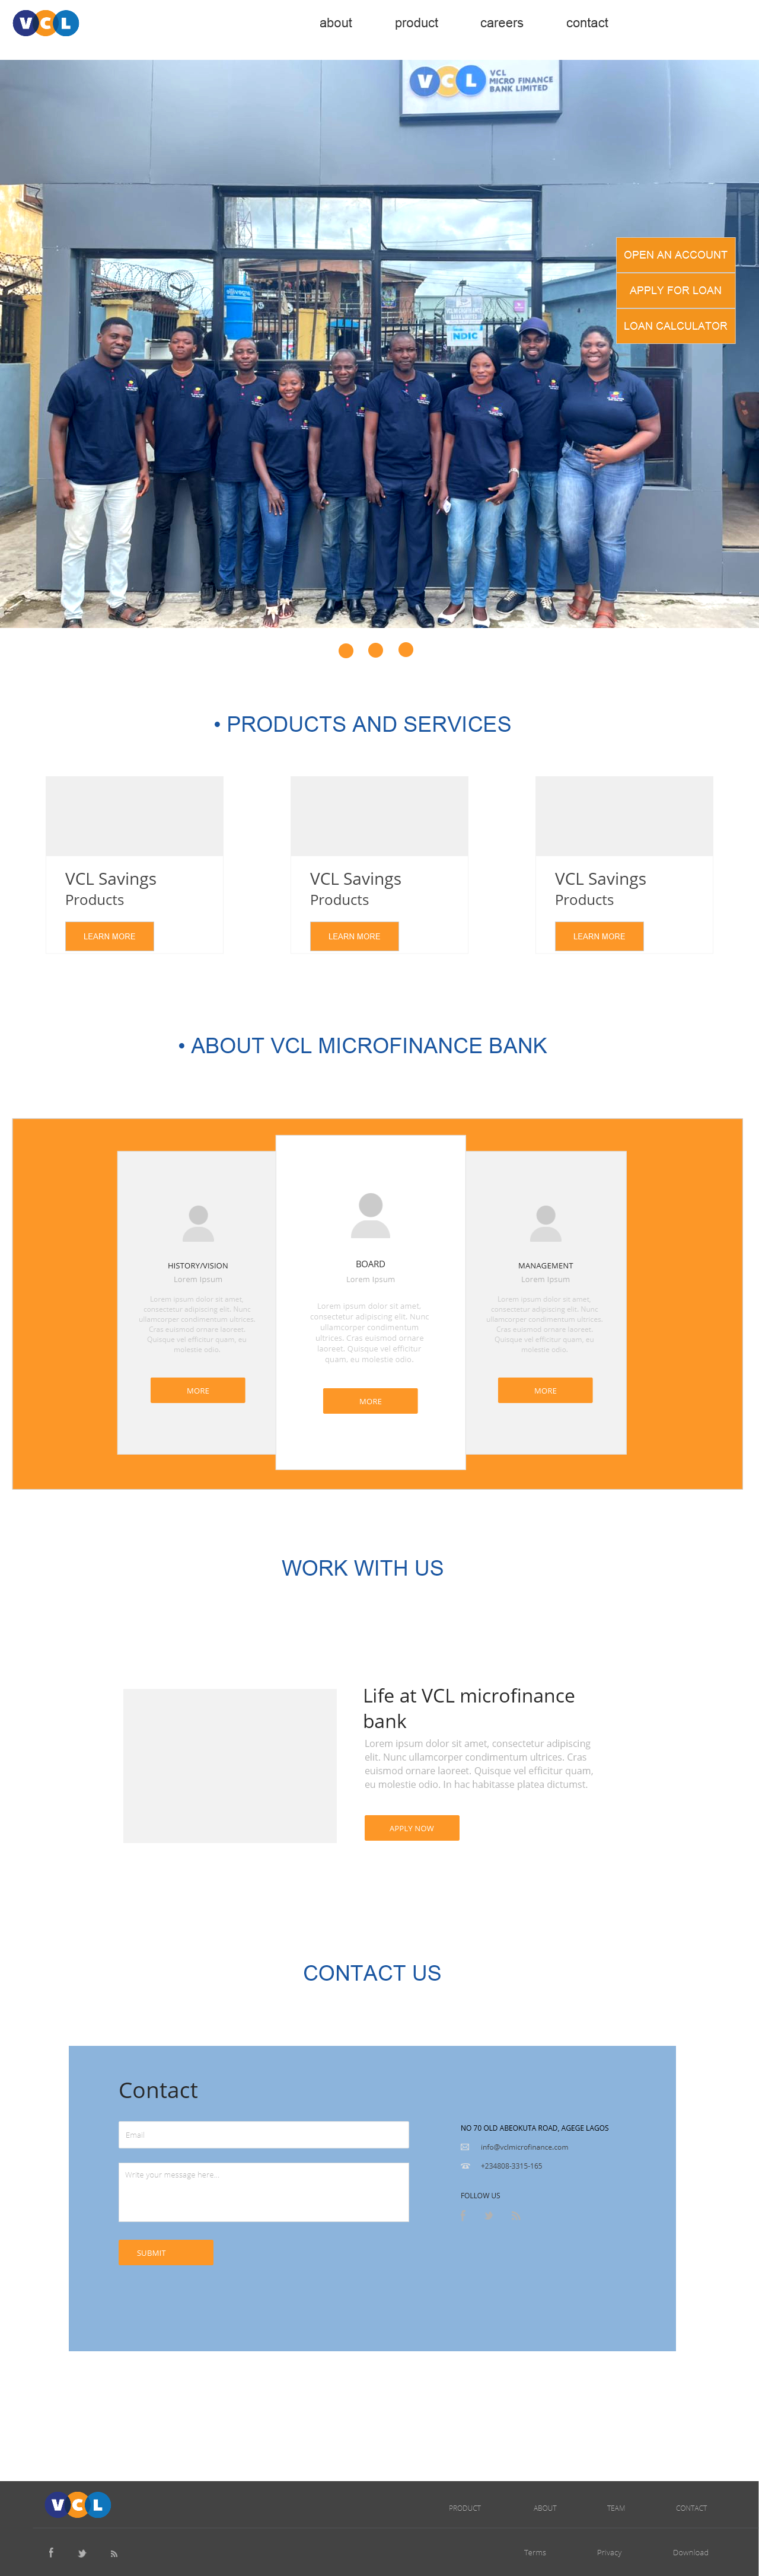 VCL
about product careers contact
VCL
VCL
MICRO FINANCE
BANK LIMITED
OPEN AN ACCOUNT
APPLY FOR LOAN
LOAN CALCULATOR
NDIC
• PRODUCTS AND SERVICES
VCL Savings
Products
LEARN MORE
VCL Savings
Products
LEARN MORE
VCL Savings
Products
LEARN MORE
• ABOUT VCL MICROFINANCE BANK
HISTORY/VISION
Lorem Ipsum
Lorem ipsum dolor sit amet,
consectetur adipiscing elit. Nunc
ullamcorper condimentum ultrices.
Cras euismod ornare laoreet.
Quisque vel efficitur quam, eu
molestie odio.
MORE
BOARD
Lorem Ipsum
Lorem ipsum dolor sit amet,
consectetur adipiscing elit. Nunc
ullamcorper condimentum
ultrices. Cras euismod ornare
laoreet. Quisque vel efficitur
quam, eu molestie odio.
MORE
MANAGEMENT
Lorem Ipsum
Lorem ipsum dolor sit amet,
consectetur adipiscing elit. Nunc
ullamcorper condimentum ultrices.
Cras euismod ornare laoreet.
Quisque vel efficitur quam, eu
molestie odio.
MORE
WORK WITH US
Life at VCL microfinance
bank
Lorem ipsum dolor sit amet, consectetur adipiscing
elit. Nunc ullamcorper condimentum ultrices. Cras
euismod ornare laoreet. Quisque vel efficitur quam,
eu molestie odio. In hac habitasse platea dictumst.
APPLY NOW
CONTACT US
Contact
Email
Write your message here...
SUBMIT
NO 70 OLD ABEOKUTA ROAD, AGEGE LAGOS
info@vclmicrofinance.com
+234808-3315-165
FOLLOW US
VCL
PRODUCT ABOUT TEAM CONTACT
Terms Privacy Download